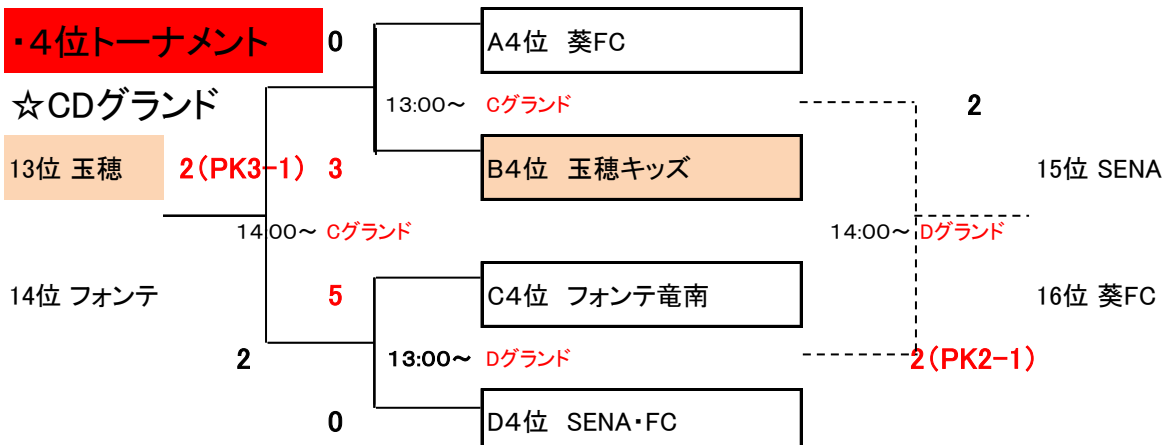 ・４位トーナメント
0
A４位 葵FC
☆CDグランド
13:00～ Cグランド
2
13位 玉穂
2(PK3-1)
3
B４位 玉穂キッズ
15位 SENA
14:00～ Cグランド
14:00～ Dグランド
14位 フォンテ
5
C４位 フォンテ竜南
16位 葵FC
2
13:00～ Dグランド
2(PK2-1)
0
D４位 SENA・FC